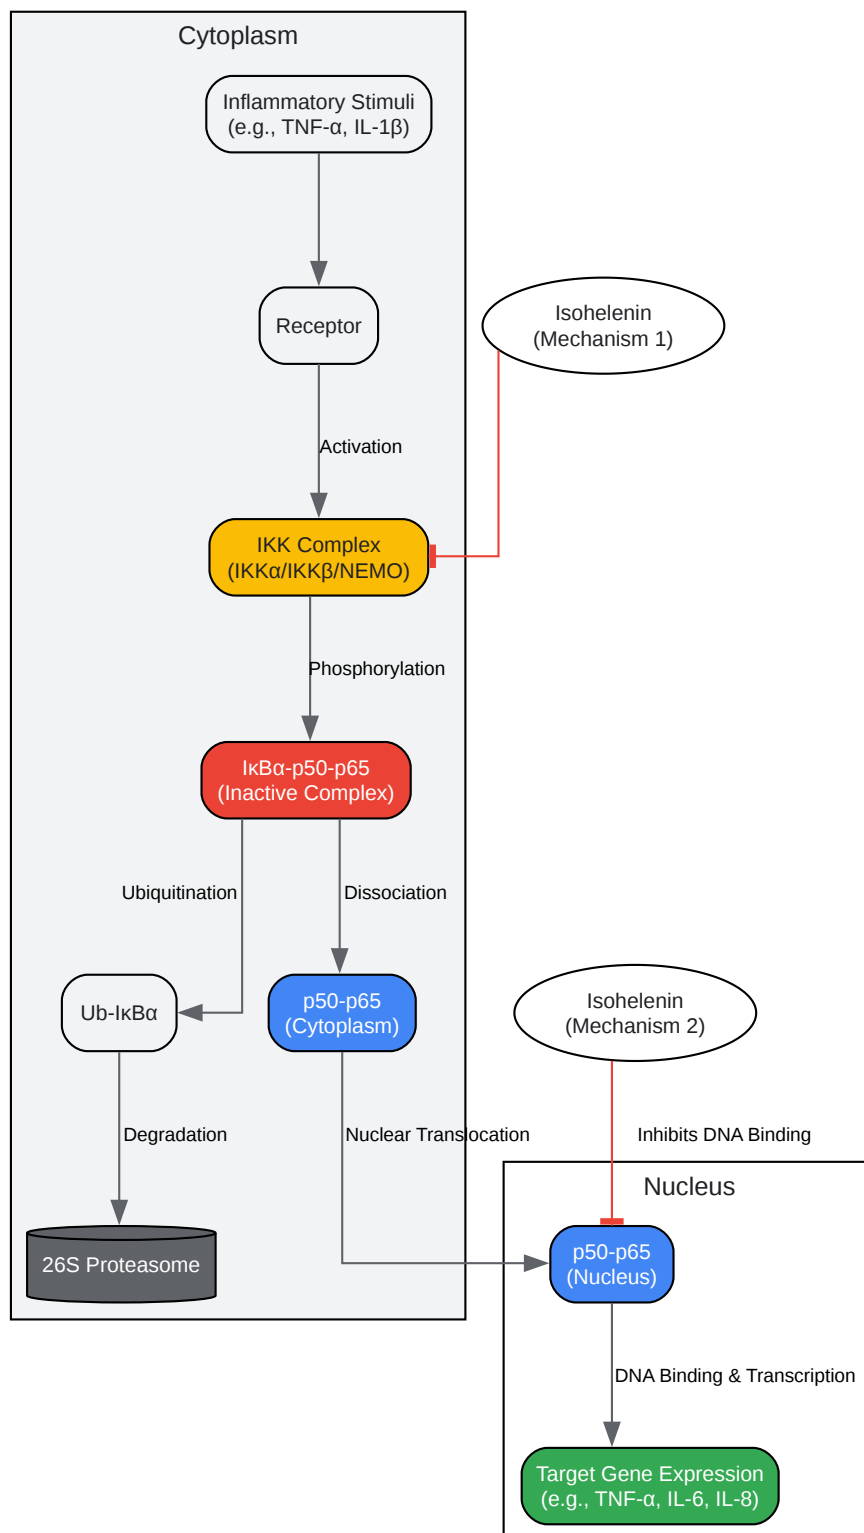 Cytoplasm
Inflammatory Stimuli
(e.g., TNF-α, IL-1β)
Receptor
Isohelenin
(Mechanism 1)
Activation
IKK Complex
(IKKα/IKKβ/NEMO)
Phosphorylation
IκBα-p50-p65
(Inactive Complex)
Ubiquitination
Dissociation
Ub-IκBα
p50-p65
(Cytoplasm)
Isohelenin
(Mechanism 2)
Degradation
Nuclear Translocation
Inhibits DNA Binding
Nucleus
26S Proteasome
p50-p65
(Nucleus)
DNA Binding & Transcription
Target Gene Expression
(e.g., TNF-α, IL-6, IL-8)